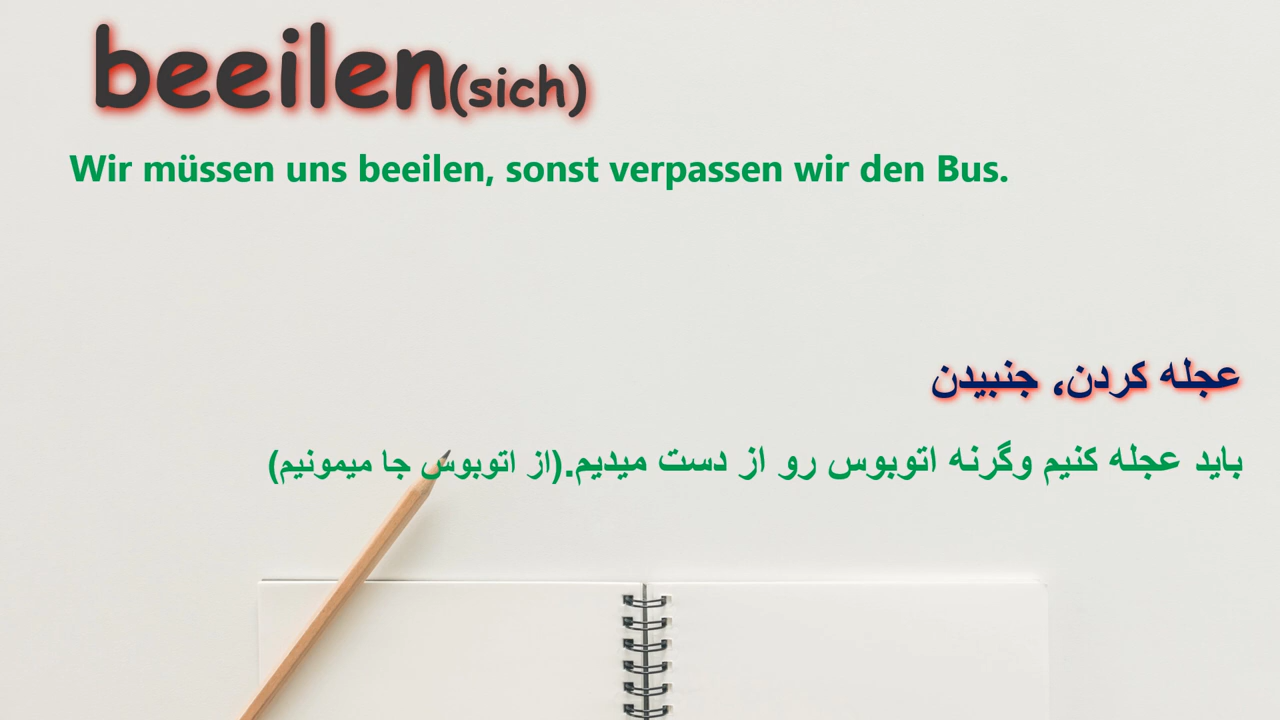 beeilen(sich)
Wir müssen uns beeilen, sonst verpassen wir den Bus.
عجله کردن، جنبیدن
باید عجله کنیم وگرنه اتوبوس رو از دست میدیم.(از اتوبوس جا میمونیم)